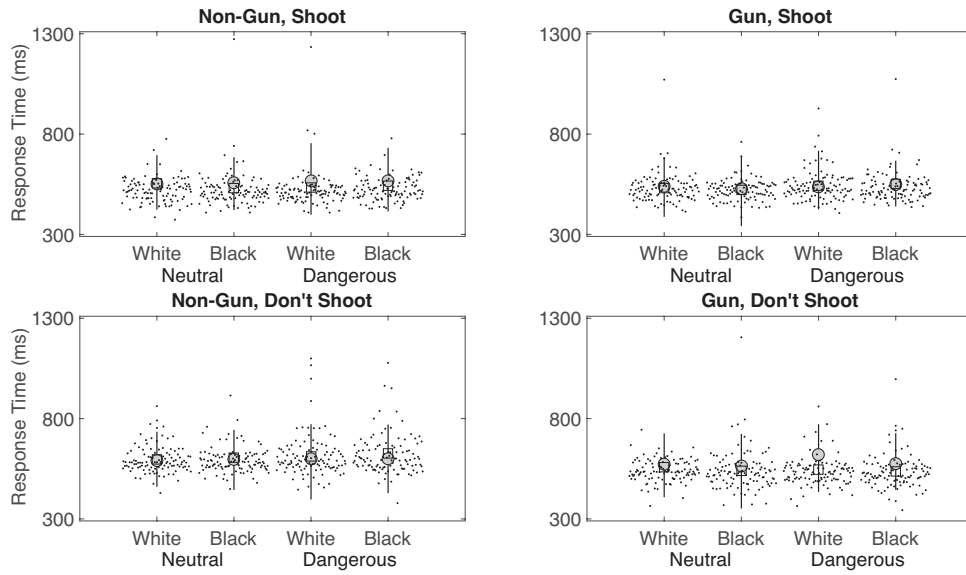 Non-Gun, Shoot
Response Time (ms)
1300
800
300
White Black White Black
Neutral Dangerous
Gun, Shoot
1300
800
300
White Black White Black
Neutral Dangerous
Non-Gun, Don't Shoot
Response Time (ms)
1300
800
300
White Black White Black
Neutral Dangerous
Gun, Don't Shoot
1300
800
300
White Black White Black
Neutral Dangerous